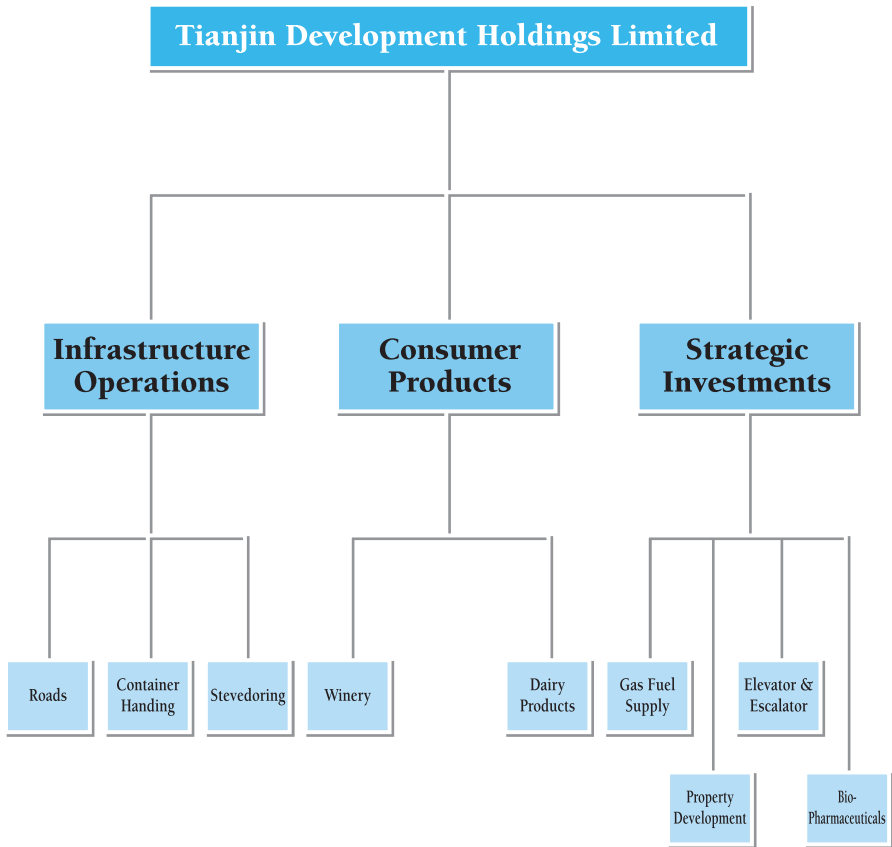 Tianjin Development Holdings Limited
Infrastructure
Operations
Consumer
Products
Strategic
Investments
Roads
Container
Handing
Stevedoring
Winery
Dairy
Products
Gas Fuel
Supply
Elevator &
Escalator
Property
Development
Bio-
Pharmaceuticals